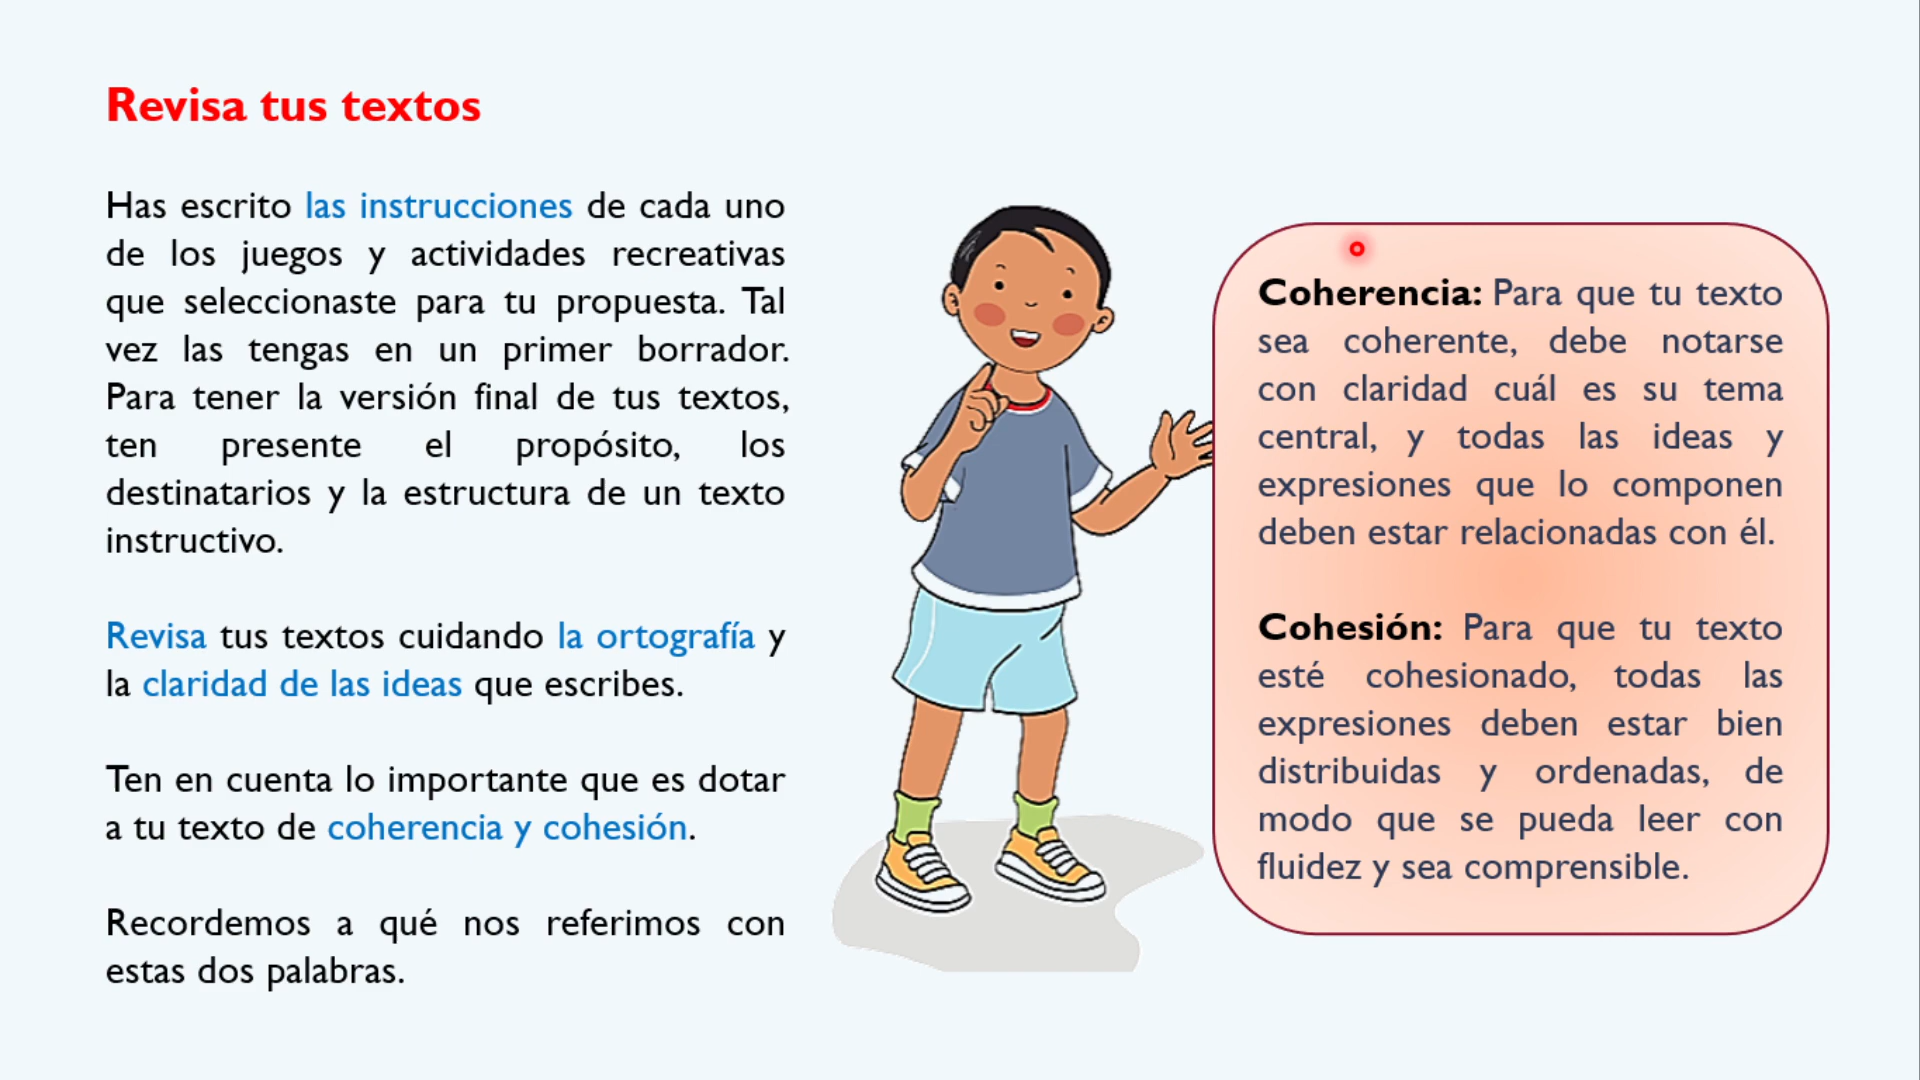 Revisa tus textos
Has escrito las instrucciones de cada uno
de los juegos y actividades recreativas
que seleccionaste para tu propuesta. Tal
vez las tengas en un primer borrador.
Para tener la versión final de tus textos,
ten presente el propósito, los
destinatarios y la estructura de un texto
instructivo.
Revisa tus textos cuidando la ortografía y
la claridad de las ideas que escribes.
Ten en cuenta lo importante que es dotar
a tu texto de coherencia y cohesión.
Recordemos a qué nos referimos con
estas dos palabras.
Coherencia: Para que tu texto
sea coherente, debe notarse
con claridad cuál es su tema
central, y todas las ideas y
expresiones que lo componen
deben estar relacionadas con él.
Cohesión: Para que tu texto
esté cohesionado, todas las
expresiones deben estar bien
distribuidas y ordenadas, de
modo que se pueda leer con
fluidez y sea comprensible.